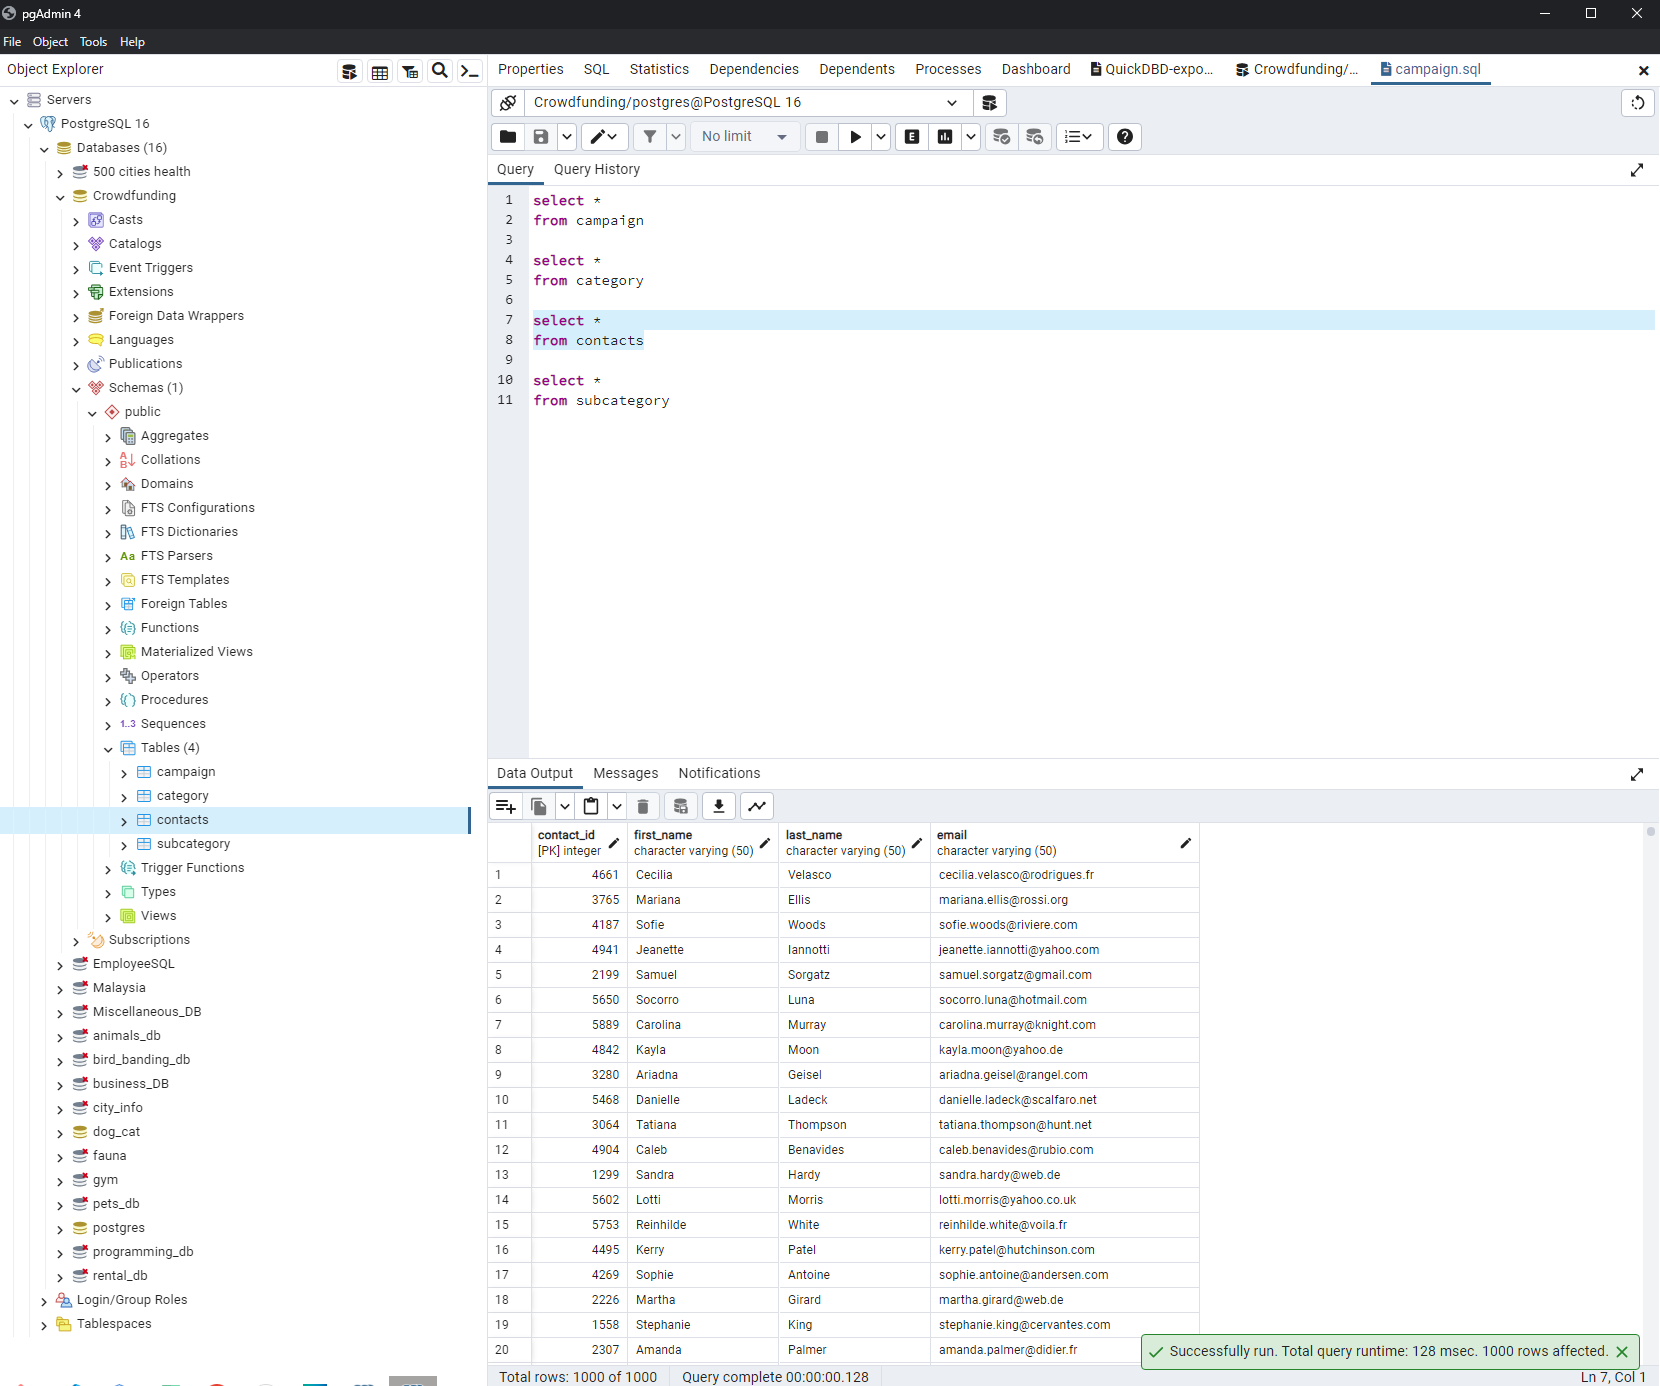 pgAdmin 4
File Object Tools Help
Object Explorer
Servers
PostgreSQL 16
Databases (16)
500 cities health
Crowdfunding
Casts
Catalogs
Event Triggers
Extensions
Foreign Data Wrappers
Languages
Publications
Schemas (1)
public
Aggregates
Collations
Domains
FTS Configurations
FTS Dictionaries
Aa FTS Parsers
FTS Templates
Foreign Tables
Functions
Materialized Views
Operators
Procedures
1..3 Sequences
Tables (4)
campaign
category
contacts
subcategory
Trigger Functions
Types
Views
Subscriptions
EmployeeSQL
Malaysia
Miscellaneous_DB
animals_db
bird_banding_db
business_DB
city_info
dog_cat
fauna
gym
pets_db
postgres
programming_db
rental_db
Login/Group Roles
Tablespaces
Properties SQL Statistics Dependencies Dependents Processes Dashboard QuickDBD-expo... Crowdfunding/... campaign.sql
Crowdfunding/postgres@PostgreSQL 16
No limit E
Query Query History
1 select *
2 from campaign
3
4 select *
5 from category
6
7 select *
8 from contacts
9
10 select *
11 from subcategory
Data Output Messages Notifications
contact_id first_name last_name email
[PK] integer character varying (50) character varying (50) character varying (50)
1 4661 Cecilia Velasco cecilia.velasco@rodrigues.fr
2 3765 Mariana Ellis mariana.ellis@rossi.org
3 4187 Sofie Woods sofie.woods@riviere.com
4 4941 Jeanette Iannotti jeanette.iannotti@yahoo.com
5 2199 Samuel Sorgatz samuel.sorgatz@gmail.com
6 5650 Socorro Luna socorro.luna@hotmail.com
7 5889 Carolina Murray carolina.murray@knight.com
8 4842 Kayla Moon kayla.moon@yahoo.de
9 3280 Ariadna Geisel ariadna.geisel@rangel.com
10 5468 Danielle Ladeck danielle.ladeck@scalfaro.net
11 3064 Tatiana Thompson tatiana.thompson@hunt.net
12 4904 Caleb Benavides caleb.benavides@rubio.com
13 1299 Sandra Hardy sandra.hardy@web.de
14 5602 Lotti Morris lotti.morris@yahoo.co.uk
15 5753 Reinhilde White reinhilde.white@voila.fr
16 4495 Kerry Patel kerry.patel@hutchinson.com
17 4269 Sophie Antoine sophie.antoine@andersen.com
18 2226 Martha Girard martha.girard@web.de
19 1558 Stephanie King stephanie.king@cervantes.com
20 2307 Amanda Palmer amanda.palmer@didier.fr
Successfully run. Total query runtime: 128 msec. 1000 rows affected.
Total rows: 1000 of 1000 Query complete 00:00:00.128 Ln 7, Col 1